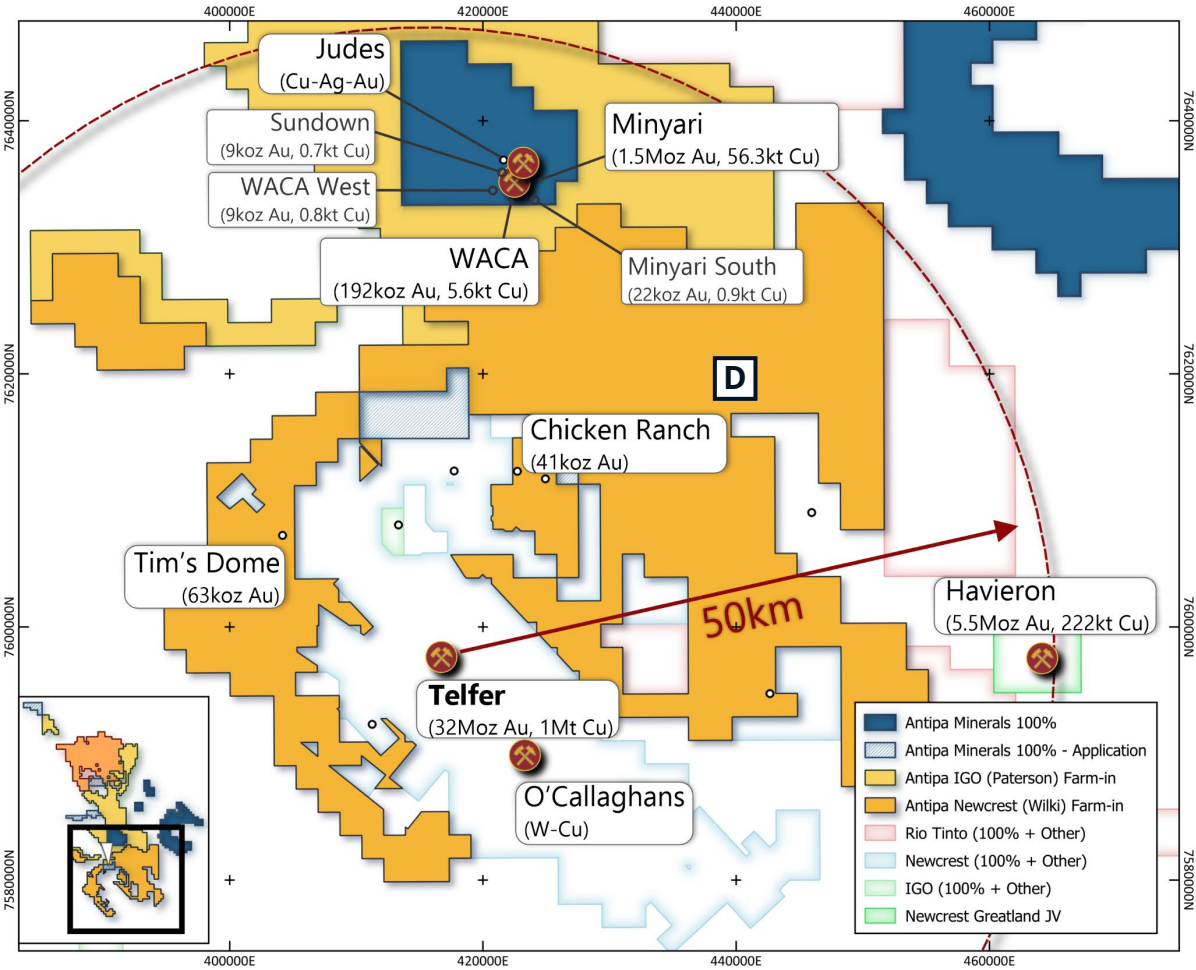 400000E
420000E
440000E
460000E
7640000N
7620000N
7600000N
7580000N
7640000N
7620000N
7600000N
7580000N
Judes
(Cu-Ag-Au)
Sundown
(9koz Au, 0.7kt Cu)
WACA West
(9koz Au, 0.8kt Cu)
Minyari
(1.5Moz Au, 56.3kt Cu)
WACA
(192koz Au, 5.6kt Cu)
Minyari South
(22koz Au, 0.9kt Cu)
D
Chicken Ranch
(41koz Au)
Tim's Dome
(63koz Au)
50km
Havieron
(5.5Moz Au, 222kt Cu)
Telfer
(32Moz Au, 1Mt Cu)
O'Callaghans
(W-Cu)
Antipa Minerals 100%
Antipa Minerals 100% - Application
Antipa IGO (Paterson) Farm-in
Antipa Newcrest (Wilki) Farm-in
Rio Tinto (100% + Other)
Newcrest (100% + Other)
IGO (100% + Other)
Newcrest Greatland JV
400000E
420000E
440000E
460000E